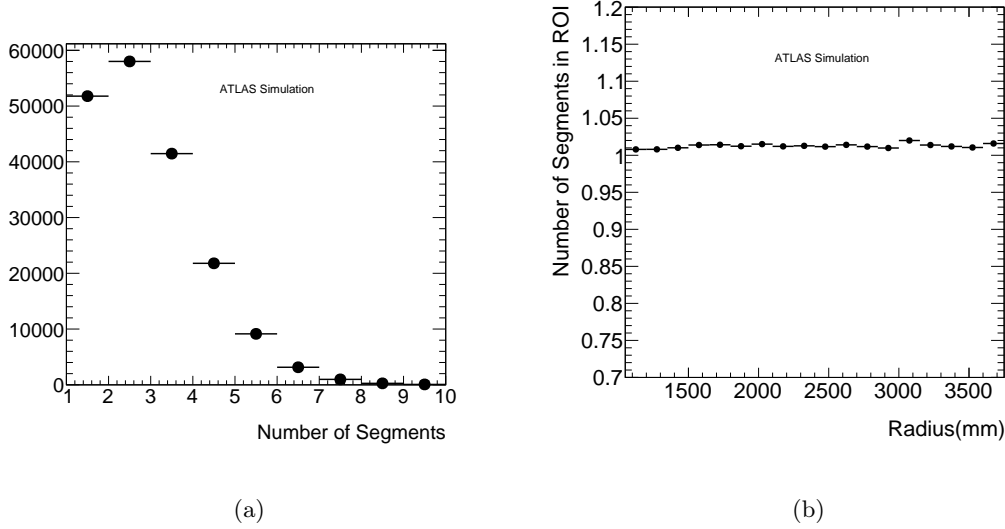 60000
50000
40000
30000
20000
10000
0
1 2 3 4 5 6 7 8 9 10
Number of Segments
ATLAS Simulation
(a)
Number of Segments in ROI
1.2
1.15
1.1
1.05
1
0.95
0.9
0.85
0.8
0.75
0.7
1500 2000 2500 3000 3500
Radius(mm)
ATLAS Simulation
(b)